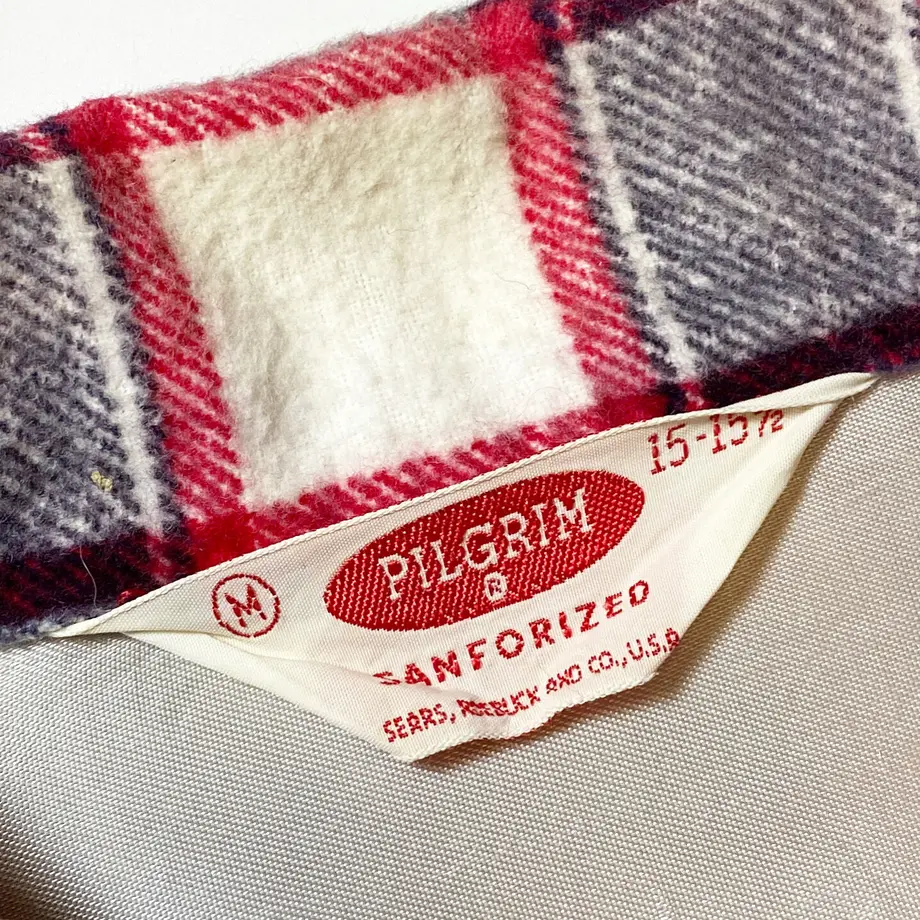 15-15½
PILGRIM
®
M
SANFORIZED
SEARS, ROEBUCK AND CO., U.S.A